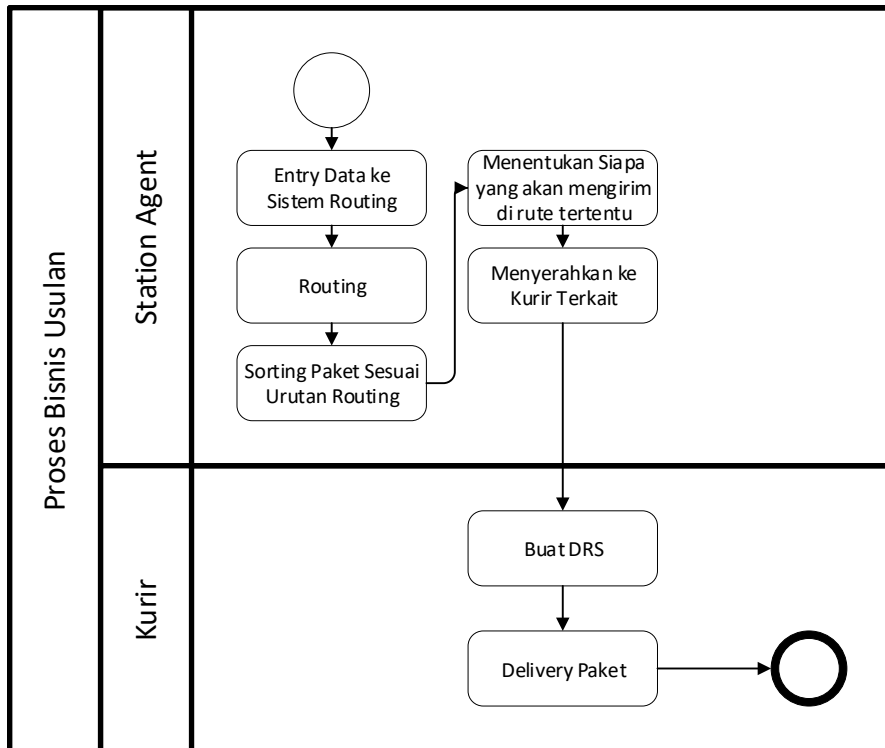 Proses Bisnis Usulan
Station Agent
Entry Data ke
Sistem Routing
Routing
Sorting Paket Sesuai
Urutan Routing
Menentukan Siapa
yang akan mengirim
di rute tertentu
Menyerahkan ke
Kurir Terkait
Kurir
Buat DRS
Delivery Paket